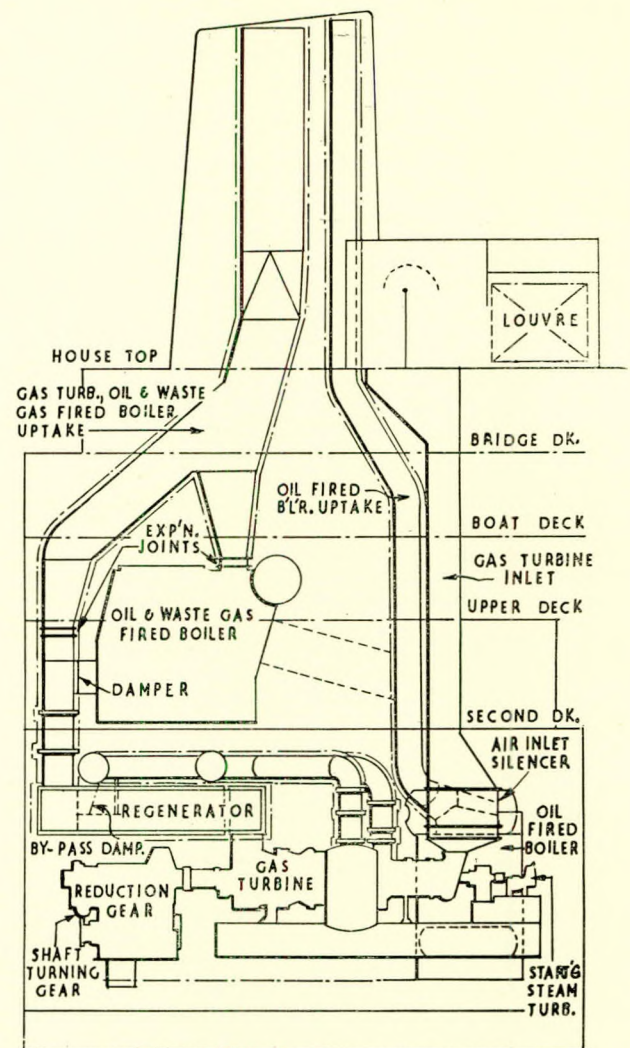 LOUVRE
HOUSE TOP
GAS TURB., OIL & WASTE
GAS FIRED BOILER
UPTAKE
BRIDGE DK.
OIL FIRED
B'L'R. UPTAKE
BOAT DECK
EXP'N.
JOINTS
GAS TURBINE
INLET
UPPER DECK
OIL & WASTE GAS
FIRED BOILER
DAMPER
SECOND DK.
AIR INLET
SILENCER
REGENERATOR
OIL
FIRED
BOILER
BY-PASS DAMP.
GAS
TURBINE
REDUCTION
GEAR
SHAFT
TURNING
GEAR
START'G
STEAM
TURB.